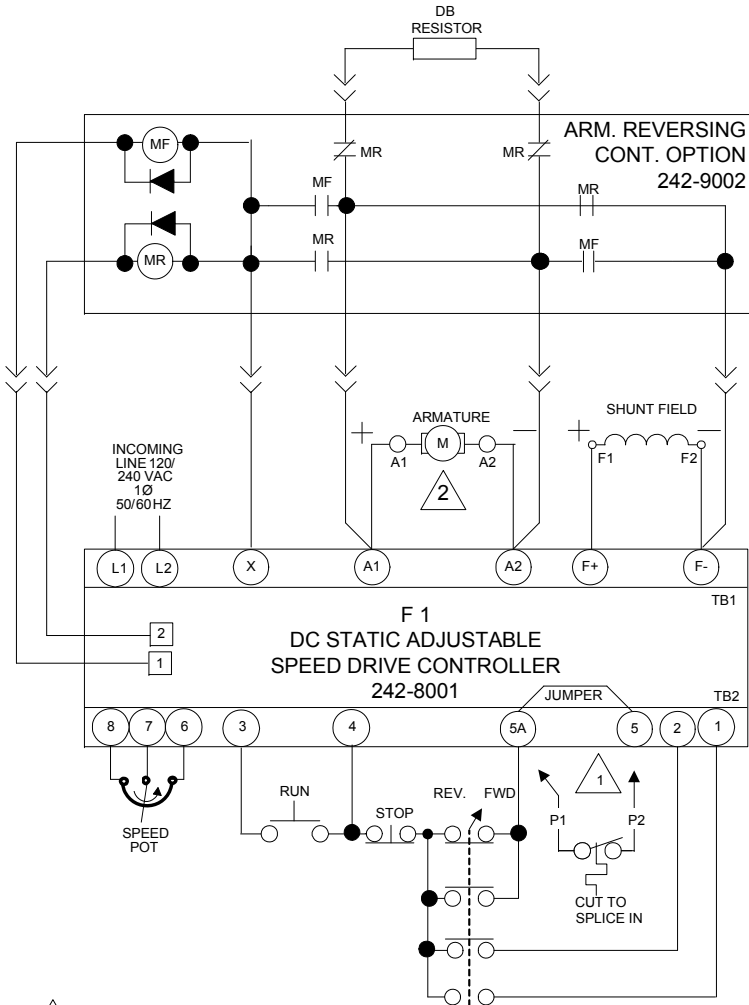 DB
RESISTOR
ARM. REVERSING
CONT. OPTION
242-9002
MF
MR
MR
MF
MR
MR
MR
MF
INCOMING
LINE 120/
240 VAC
1Ø
50/60 HZ
+
ARMATURE
−
A1
M
A2
2
SHUNT FIELD
+
−
F1
F2
L1
L2
X
A1
A2
F+
F-
TB1
F 1
DC STATIC ADJUSTABLE
SPEED DRIVE CONTROLLER
242-8001
2
1
JUMPER
TB2
8
7
6
3
4
5A
5
2
1
SPEED
POT
RUN
STOP
REV.
FWD
1
P1
P2
CUT TO
SPLICE IN